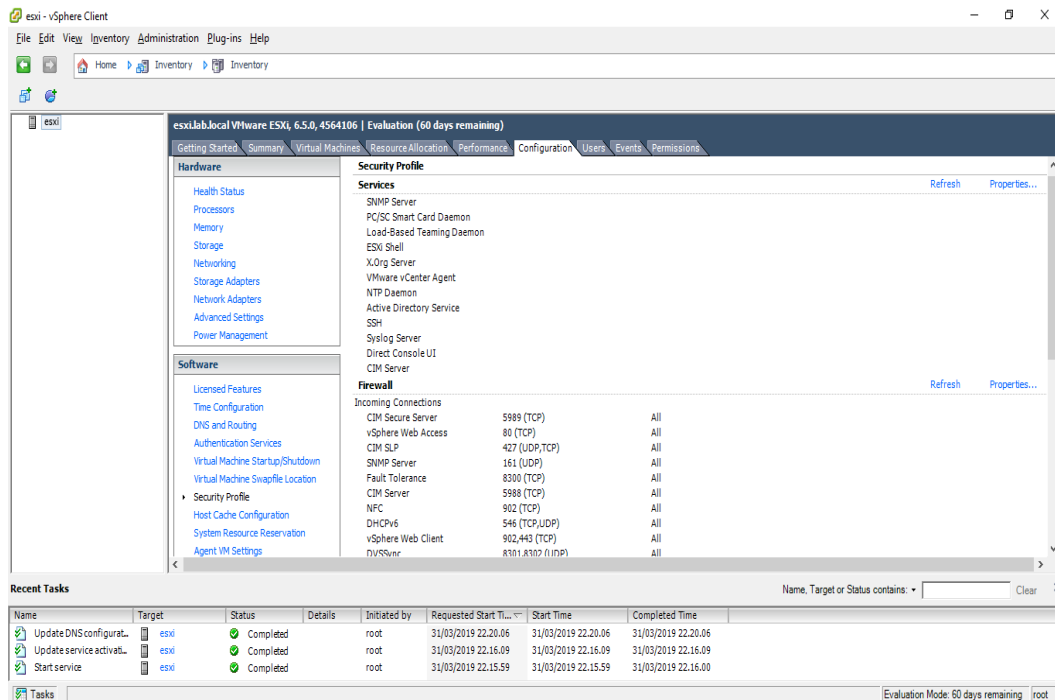 esxi - vSphere Client
File Edit View Inventory Administration Plug-ins Help
Home Inventory Inventory
esxi
esxi.lab.local VMware ESXi, 6.5.0, 4564106 | Evaluation (60 days remaining)
Getting Started Summary Virtual Machines Resource Allocation Performance Configuration Users Events Permissions
Hardware
Health Status
Processors
Memory
Storage
Networking
Storage Adapters
Network Adapters
Advanced Settings
Power Management
Software
Licensed Features
Time Configuration
DNS and Routing
Authentication Services
Virtual Machine Startup/Shutdown
Virtual Machine Swapfile Location
Security Profile
Host Cache Configuration
System Resource Reservation
Agent VM Settings
Security Profile
Services Refresh Properties...
SNMP Server
PC/SC Smart Card Daemon
Load-Based Teaming Daemon
ESXi Shell
X.Org Server
VMware vCenter Agent
NTP Daemon
Active Directory Service
SSH
Syslog Server
Direct Console UI
CIM Server
Firewall Refresh Properties...
Incoming Connections
CIM Secure Server 5989 (TCP) All
vSphere Web Access 80 (TCP) All
CIM SLP 427 (UDP,TCP) All
SNMP Server 161 (UDP) All
Fault Tolerance 8300 (TCP) All
CIM Server 5988 (TCP) All
NFC 902 (TCP) All
DHCPv6 546 (TCP,UDP) All
vSphere Web Client 902,443 (TCP) All
DVSSync 8301,8302 (UDP) All
Recent Tasks Name, Target or Status contains: Clear
Name Target Status Details Initiated by Requested Start Ti... Start Time Completed Time
Update DNS configurat... esxi Completed root 31/03/2019 22.20.06 31/03/2019 22.20.06 31/03/2019 22.20.06
Update service activati... esxi Completed root 31/03/2019 22.16.09 31/03/2019 22.16.09 31/03/2019 22.16.09
Start service esxi Completed root 31/03/2019 22.15.59 31/03/2019 22.15.59 31/03/2019 22.16.00
Tasks Evaluation Mode: 60 days remaining root